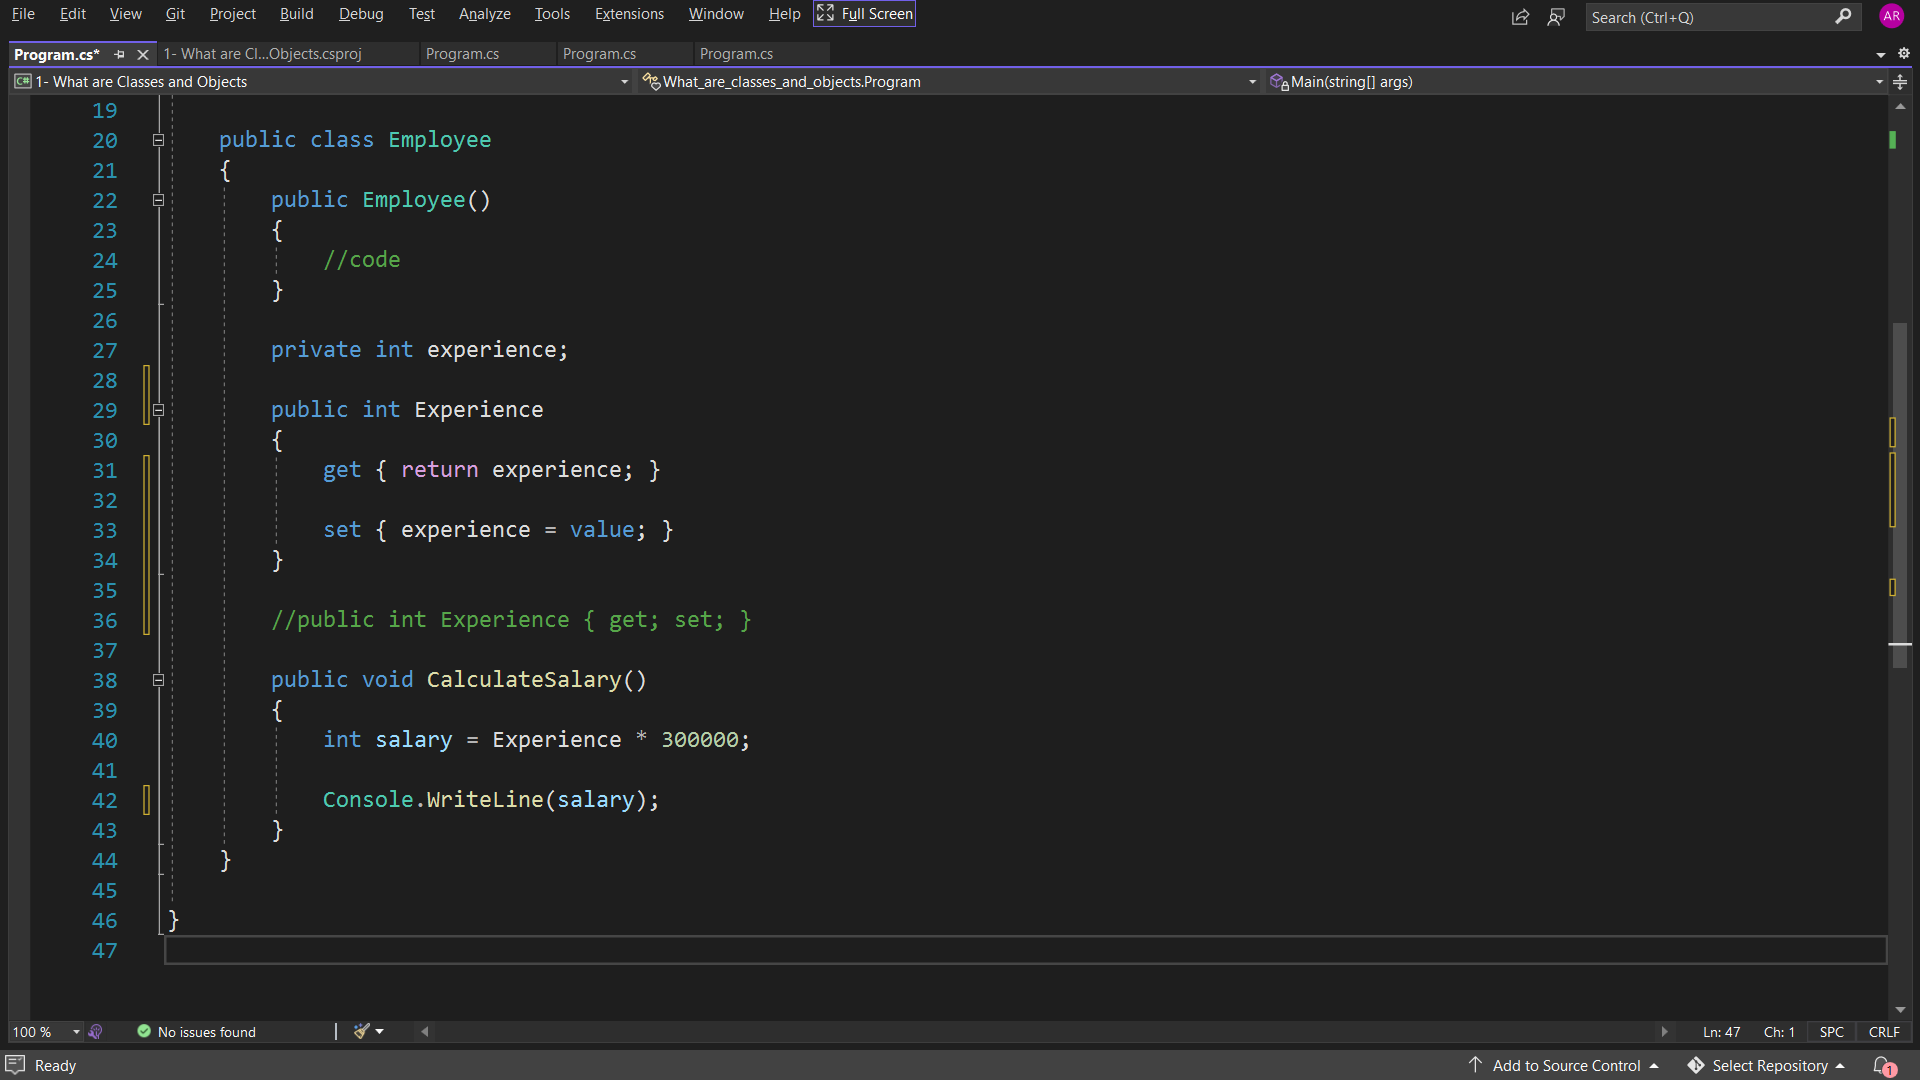 File Edit View Git Project Build Debug Test Analyze Tools Extensions Window Help Full Screen Search (Ctrl+Q) AR
Program.cs* 1- What are Cl...Objects.csproj Program.cs Program.cs Program.cs
C# 1- What are Classes and Objects What_are_classes_and_objects.Program Main(string[] args)
19
20 public class Employee
21 {
22 public Employee()
23 {
24 //code
25 }
26
27 private int experience;
28
29 public int Experience
30 {
31 get { return experience; }
32
33 set { experience = value; }
34 }
35
36 //public int Experience { get; set; }
37
38 public void CalculateSalary()
39 {
40 int salary = Experience * 300000;
41
42 Console.WriteLine(salary);
43 }
44 }
45
46 }
47
100 % No issues found Ln: 47 Ch: 1 SPC CRLF
Ready Add to Source Control Select Repository 1